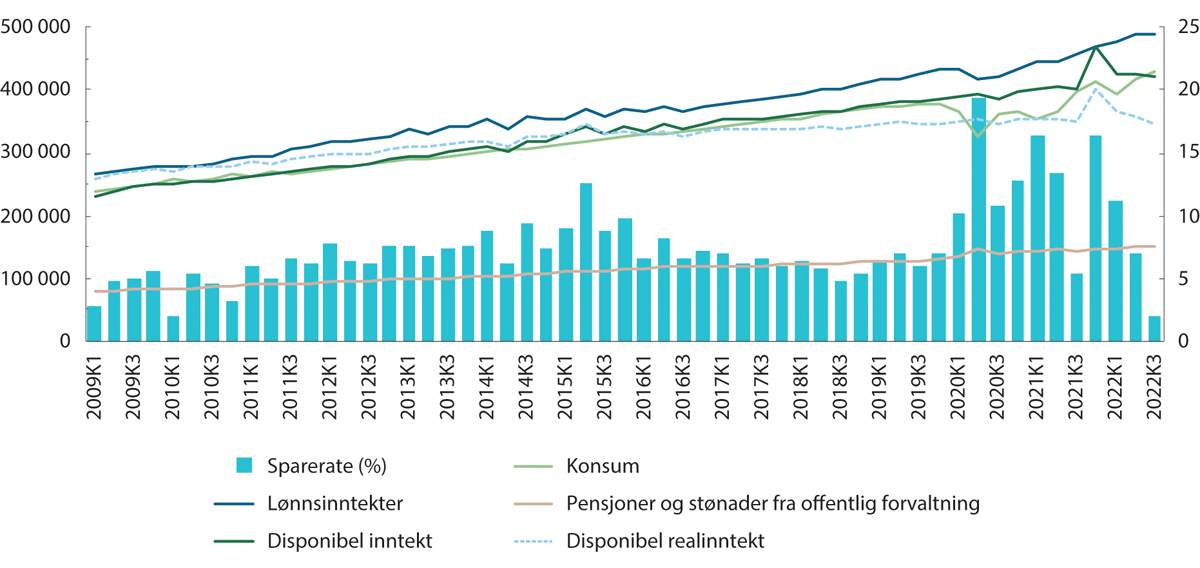 500 000
400 000
300 000
200 000
100 000
0
25
20
15
10
5
0
2009K1
2009K3
2010K1
2010K3
2011K1
2011K3
2012K1
2012K3
2013K1
2013K3
2014K1
2014K3
2015K1
2015K3
2016K1
2016K3
2017K1
2017K3
2018K1
2018K3
2019K1
2019K3
2020K1
2020K3
2021K1
2021K3
2022K1
2022K3
Sparerate (%)
Konsum
Lønnsinntekter
Pensjoner og stønader fra offentlig forvaltning
Disponibel inntekt
Disponibel realinntekt